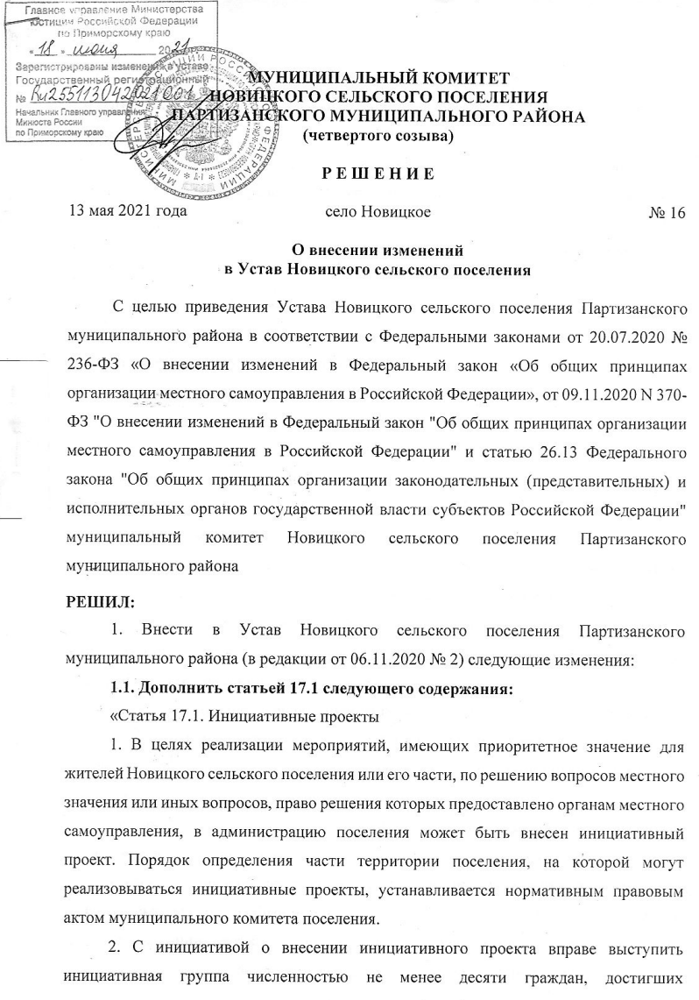 Главное управление Министерства
юстиции Российской Федерации
по Приморскому краю
«18» июня 2021
Зарегистрированы изменения в уставе
Государственный регистрационный
№ Ru255113042021001
Начальник Главного управления
Минюста России
по Приморскому краю
МУНИЦИПАЛЬНЫЙ КОМИТЕТ
НОВИЦКОГО СЕЛЬСКОГО ПОСЕЛЕНИЯ
ПАРТИЗАНСКОГО МУНИЦИПАЛЬНОГО РАЙОНА
(четвертого созыва)
Р Е Ш Е Н И Е
13 мая 2021 года село Новицкое № 16
О внесении изменений
в Устав Новицкого сельского поселения
С целью приведения Устава Новицкого сельского поселения Партизанского
муниципального района в соответствии с Федеральными законами от 20.07.2020 №
236-ФЗ «О внесении изменений в Федеральный закон «Об общих принципах
организации местного самоуправления в Российской Федерации», от 09.11.2020 N 370-
ФЗ "О внесении изменений в Федеральный закон "Об общих принципах организации
местного самоуправления в Российской Федерации" и статью 26.13 Федерального
закона "Об общих принципах организации законодательных (представительных) и
исполнительных органов государственной власти субъектов Российской Федерации"
муниципальный комитет Новицкого сельского поселения Партизанского
муниципального района
РЕШИЛ:
1. Внести в Устав Новицкого сельского поселения Партизанского
муниципального района (в редакции от 06.11.2020 № 2) следующие изменения:
1.1. Дополнить статьей 17.1 следующего содержания:
«Статья 17.1. Инициативные проекты
1. В целях реализации мероприятий, имеющих приоритетное значение для
жителей Новицкого сельского поселения или его части, по решению вопросов местного
значения или иных вопросов, право решения которых предоставлено органам местного
самоуправления, в администрацию поселения может быть внесен инициативный
проект. Порядок определения части территории поселения, на которой могут
реализовываться инициативные проекты, устанавливается нормативным правовым
актом муниципального комитета поселения.
2. С инициативой о внесении инициативного проекта вправе выступить
инициативная группа численностью не менее десяти граждан, достигших